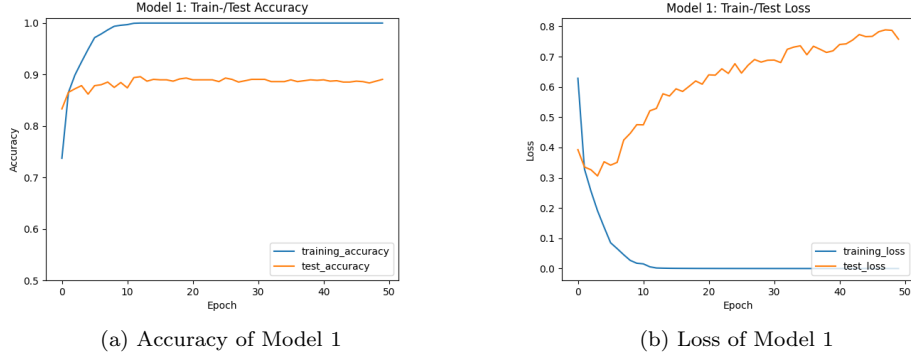 Model 1: Train-/Test Accuracy
1.0
0.9
0.8
0.7
0.6
0.5
Accuracy
0
10
20
30
40
50
Epoch
training_accuracy
test_accuracy
(a) Accuracy of Model 1
Model 1: Train-/Test Loss
0.8
0.7
0.6
0.5
0.4
0.3
0.2
0.1
0.0
Loss
0
10
20
30
40
50
Epoch
training_loss
test_loss
(b) Loss of Model 1